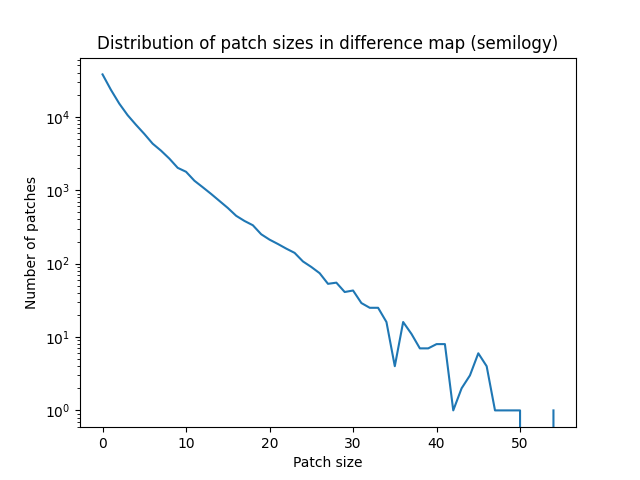 Distribution of patch sizes in difference map (semilogy)
Number of patches
10⁴
10³
10²
10¹
10⁰
0 10 20 30 40 50
Patch size